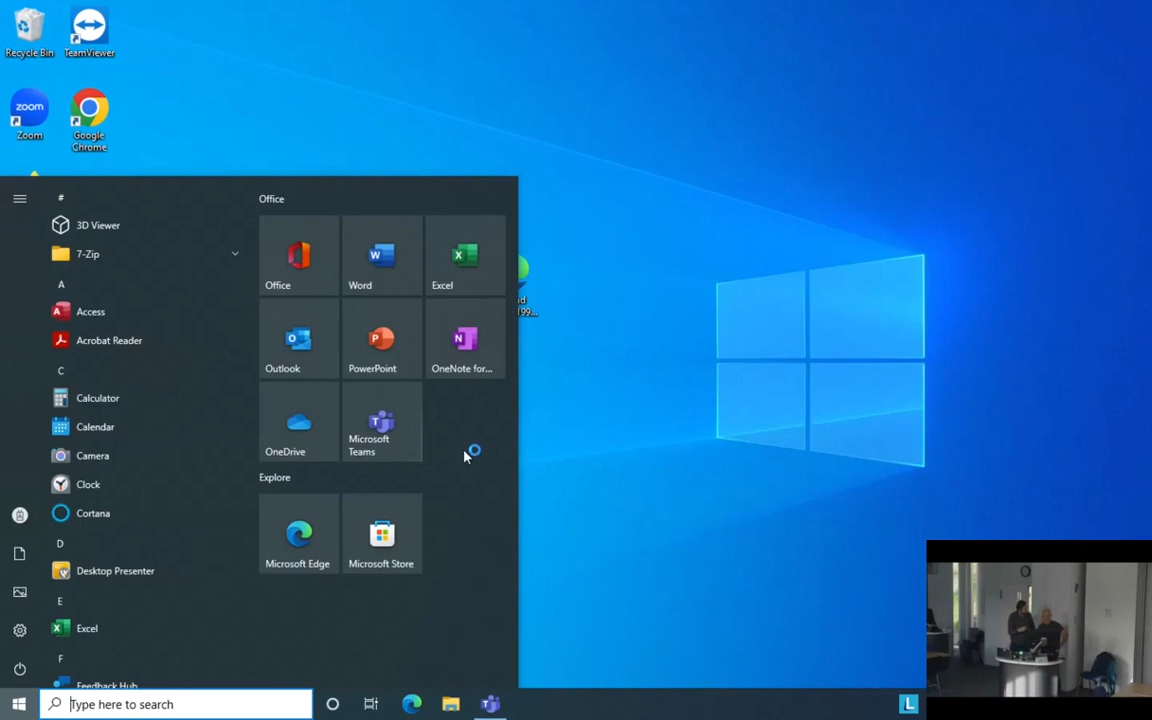 Recycle Bin
TeamViewer
zoom
Zoom
Google
Chrome
#
3D Viewer
7-Zip
A
Access
Acrobat Reader
C
Calculator
Calendar
Camera
Clock
Cortana
D
Desktop Presenter
E
Excel
F
Feedback Hub
Office
Office
W
Word
X
Excel
O
Outlook
P
PowerPoint
N
OneNote for...
OneDrive
T
Microsoft
Teams
Explore
Microsoft Edge
Microsoft Store
199...
Type here to search
L